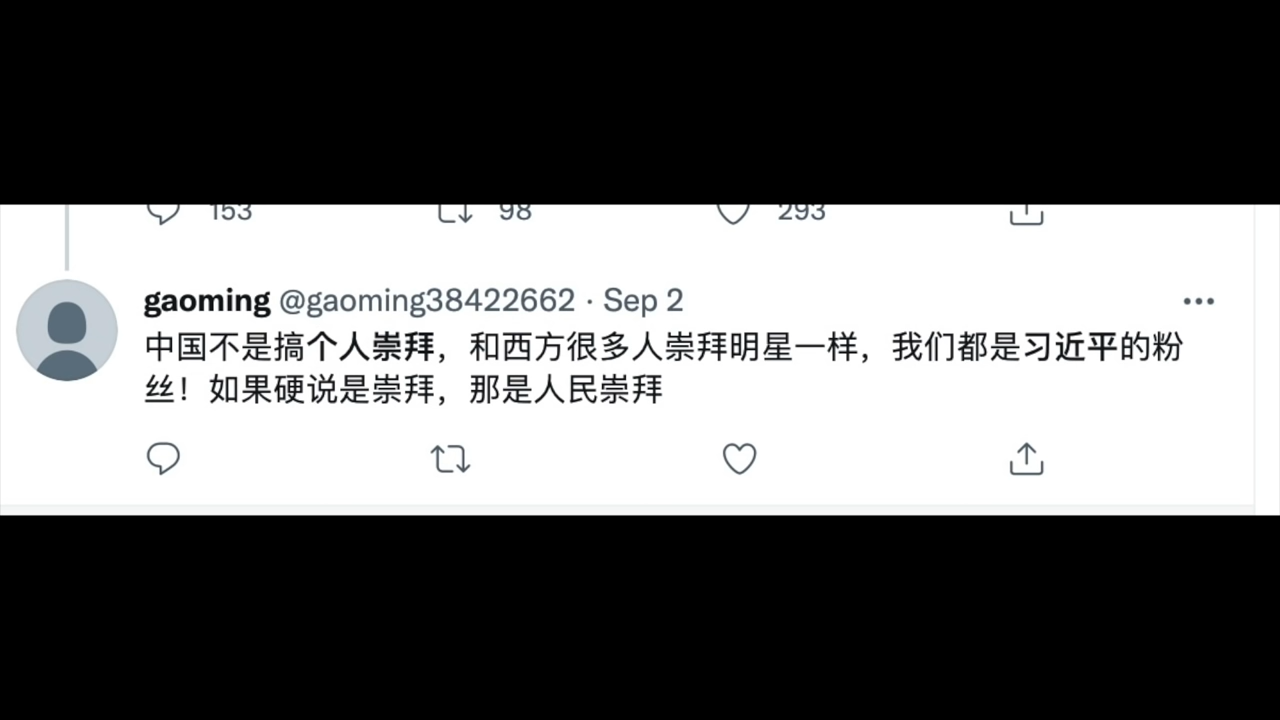 153 98 293
gaoming @gaoming38422662 · Sep 2
中国不是搞个人崇拜，和西方很多人崇拜明星一样，我们都是习近平的粉
丝！如果硬说是崇拜，那是人民崇拜